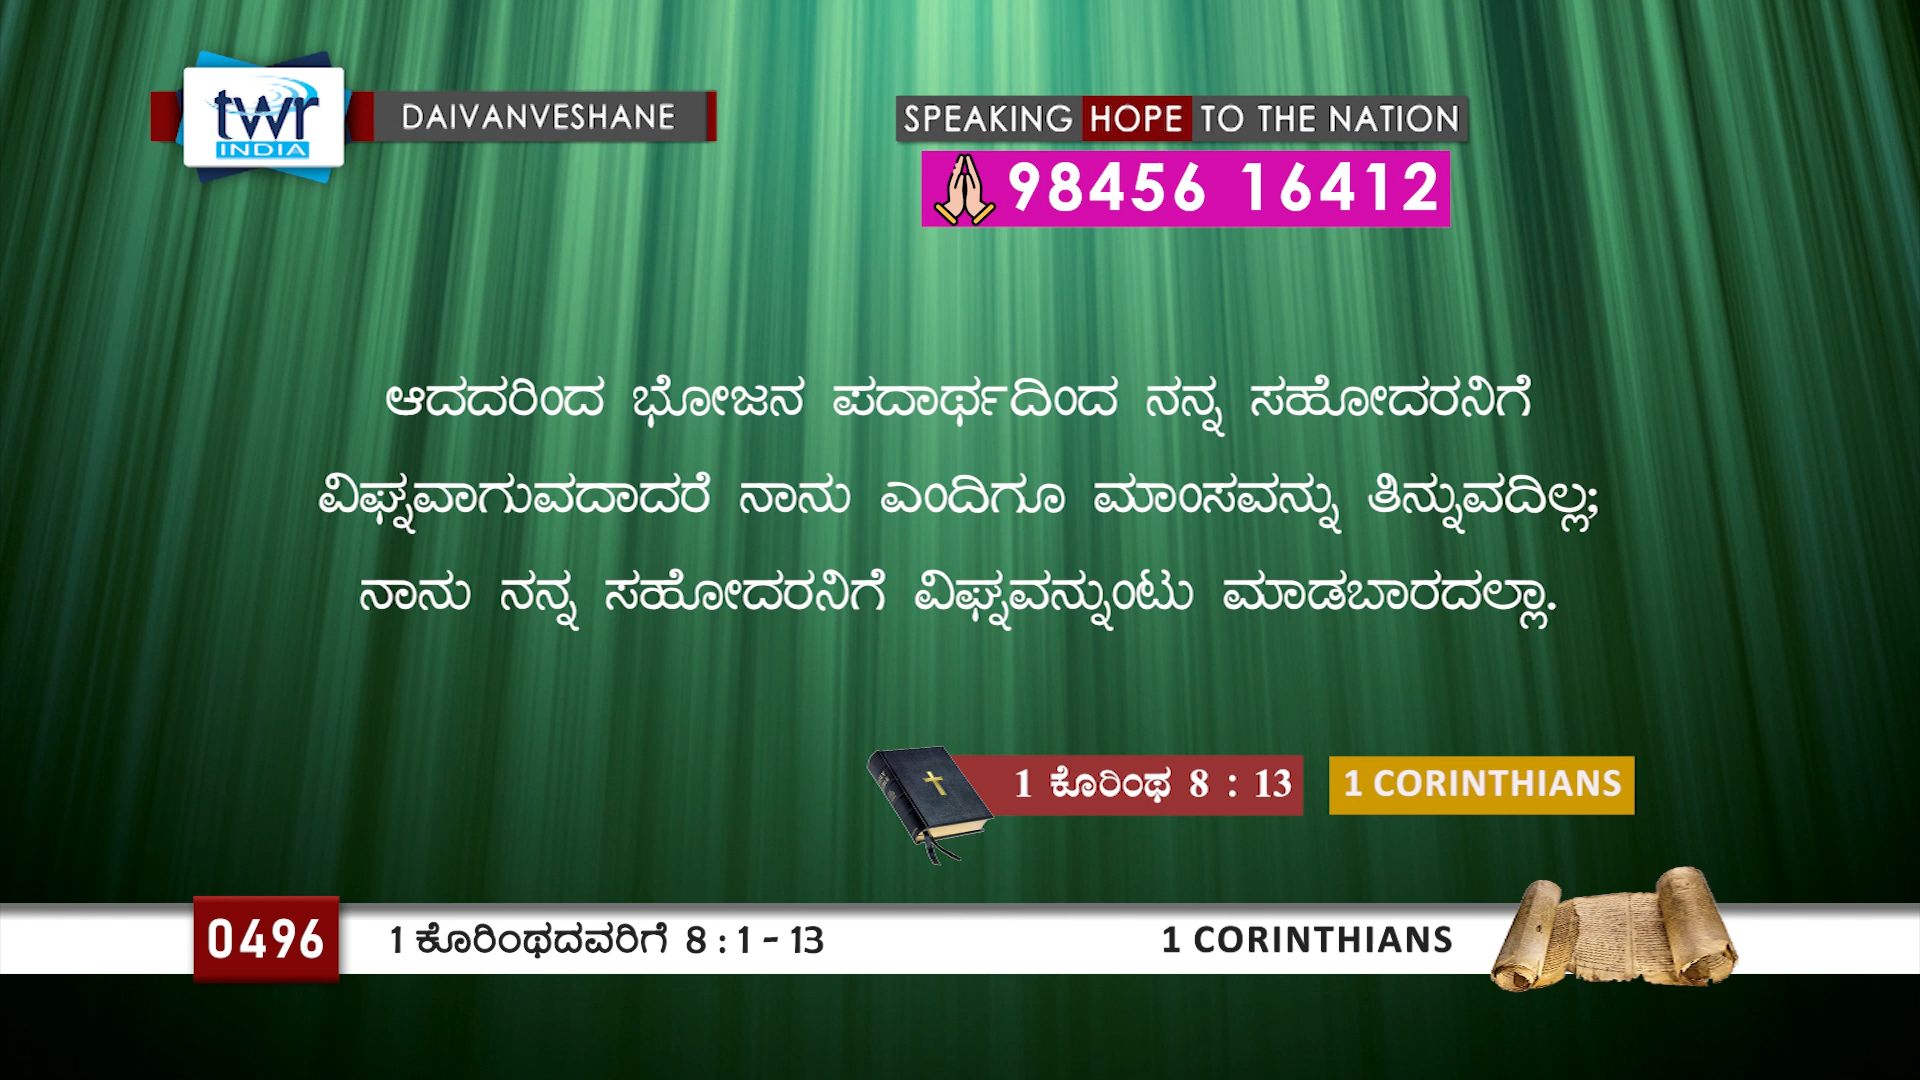 twr
INDIA
DAIVANVESHANE
SPEAKING HOPE TO THE NATION
98456 16412
ಆದದರಿಂದ ಭೋಜನ ಪದಾರ್ಥದಿಂದ ನನ್ನ ಸಹೋದರನಿಗೆ
ವಿಘ್ನವಾಗುವದಾದರೆ ನಾನು ಎಂದಿಗೂ ಮಾಂಸವನ್ನು ತಿನ್ನುವದಿಲ್ಲ;
ನಾನು ನನ್ನ ಸಹೋದರನಿಗೆ ವಿಘ್ನವನ್ನುಂಟು ಮಾಡಬಾರದಲ್ಲಾ.
1 ಕೊರಿಂಥ 8 : 13
1 CORINTHIANS
0496
1 ಕೊರಿಂಥದವರಿಗೆ 8 : 1 - 13
1 CORINTHIANS